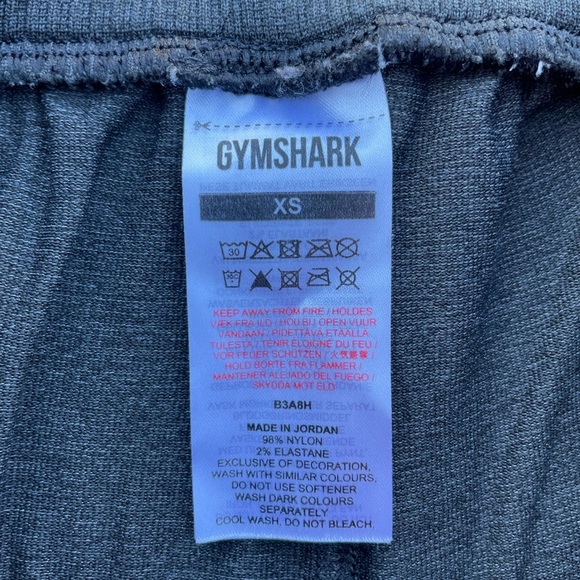 GYMSHARK
XS
30
KEEP AWAY FROM FIRE / HOLDES
VÆK FRA ILD / HOU BIJ OPEN VUUR
VANDAAN / PIDETTÄVÄ ETÄÄLLÄ
TULESTA / TENIR ÉLOIGNÉ DU FEU /
VOR FEUER SCHÜTZEN / 火気厳禁 /
HOLD BORTE FRA FLAMMER /
MANTENER ALEJADO DEL FUEGO /
SKYDDA MOT ELD
B3A8H
MADE IN JORDAN
98% NYLON
2% ELASTANE
EXCLUSIVE OF DECORATION,
WASH WITH SIMILAR COLOURS,
DO NOT USE SOFTENER
WASH DARK COLOURS
SEPARATELY
COOL WASH. DO NOT BLEACH.